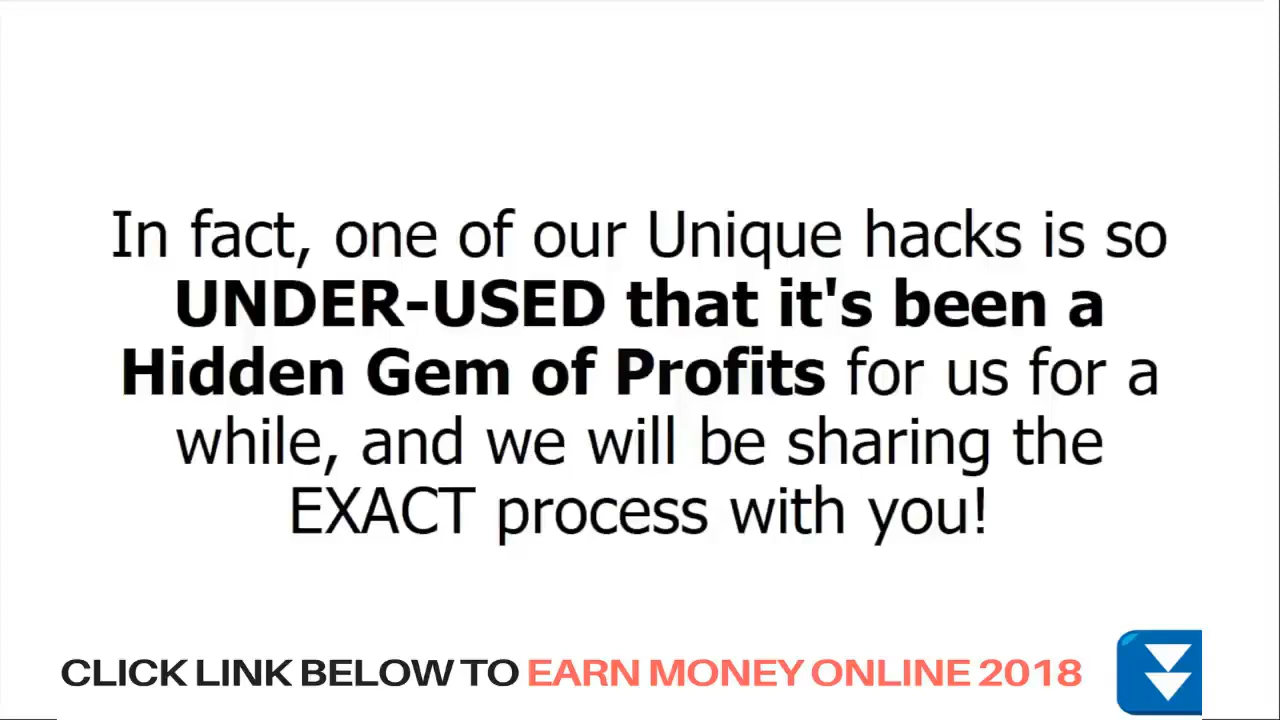 In fact, one of our Unique hacks is so
UNDER-USED that it's been a
Hidden Gem of Profits for us for a
while, and we will be sharing the
EXACT process with you!
CLICK LINK BELOW TO EARN MONEY ONLINE 2018